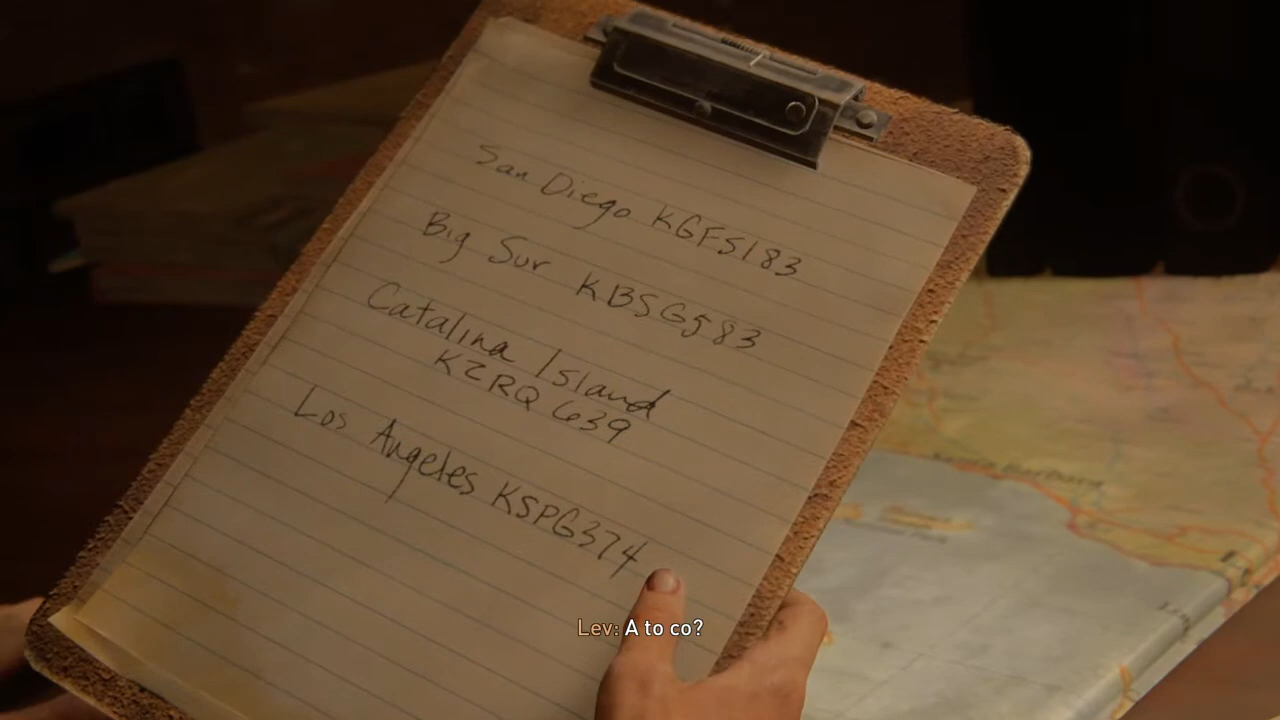 San Diego KGFS183
Big Sur KBSG583
Catalina Island
KZRQ 639
Los Angeles KSPG374
Lev: A to co?